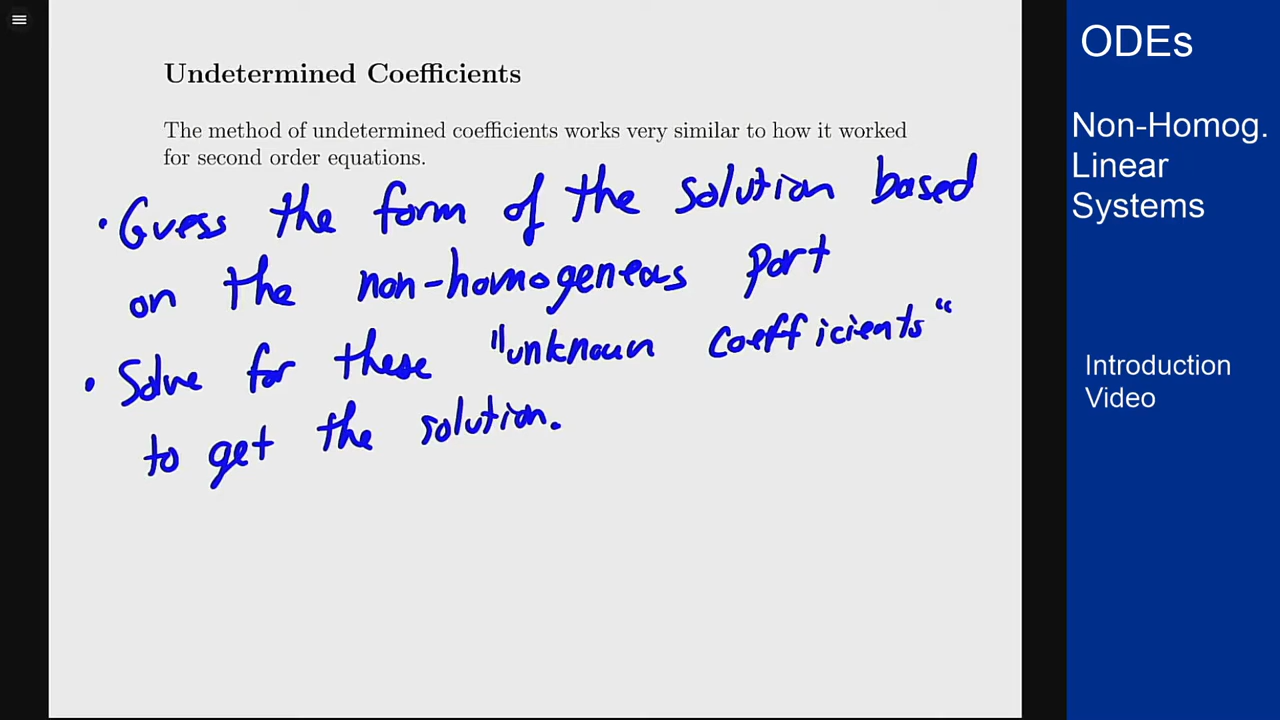 Undetermined Coefficients
The method of undetermined coefficients works very similar to how it worked
for second order equations.
• Guess the form of the solution based
on the non-homogeneous part
• Solve for these "unknown coefficients"
to get the solution.
ODEs
Non-Homog.
Linear
Systems
Introduction
Video